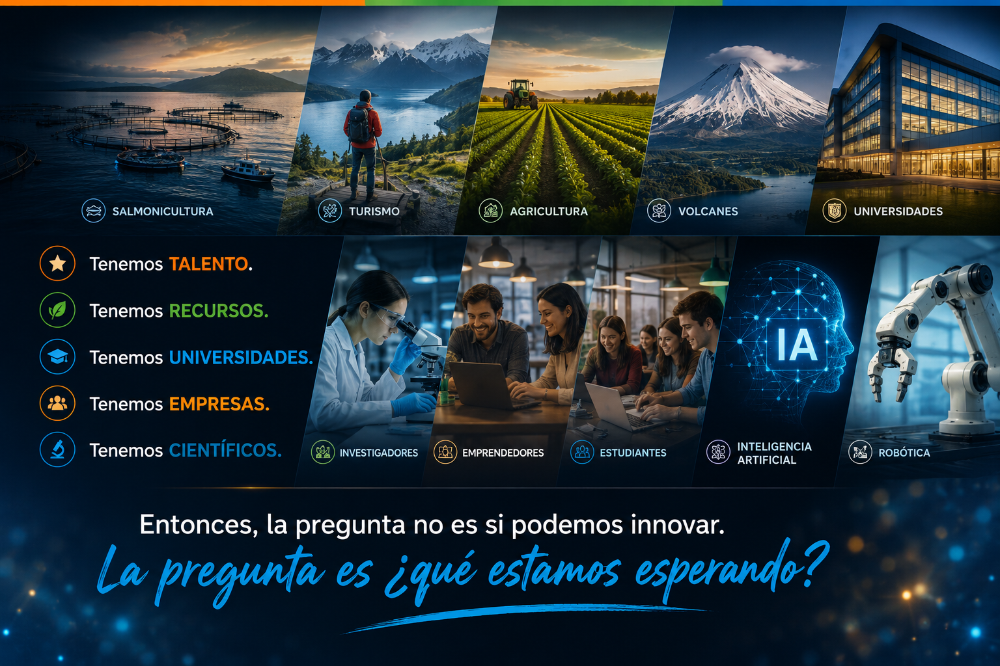 SALMONICULTURA
TURISMO
AGRICULTURA
VOLCANES
UNIVERSIDADES
Tenemos TALENTO.
Tenemos RECURSOS.
Tenemos UNIVERSIDADES.
Tenemos EMPRESAS.
Tenemos CIENTÍFICOS.
IA
INVESTIGADORES
EMPRENDEDORES
ESTUDIANTES
INTELIGENCIA
ARTIFICIAL
ROBÓTICA
Entonces, la pregunta no es si podemos innovar.
La pregunta es ¿qué estamos esperando?